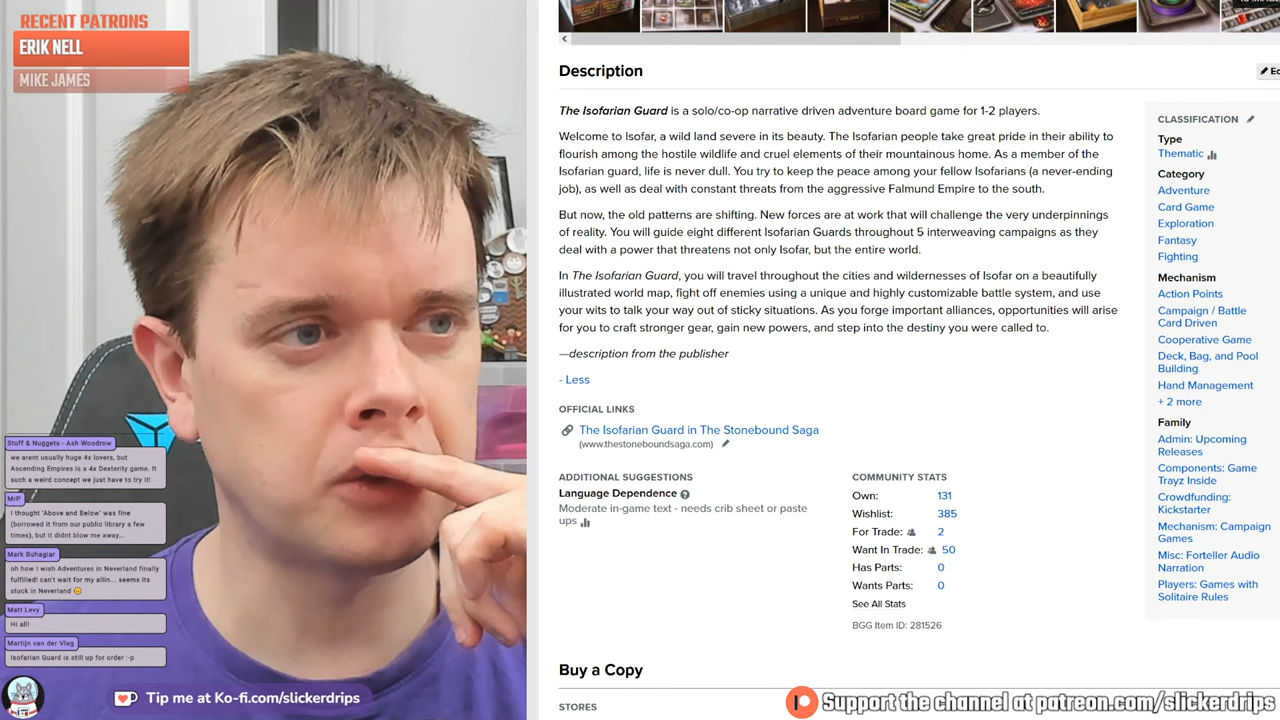 RECENT PATRONS
ERIK NELL
MIKE JAMES
Stuff & Nuggets - Ash Woodrow
we arent usually huge 4x lovers, but
Ascending Empires is a 4x Dexterity game. It
such a weird concept we just have to try it!
MrP
I thought 'Above and Below' was fine
(borrowed it from our public library a few
times), but it didnt blow me away...
Mark Buhagiar
oh how I wish Adventures in Neverland finally
fulfilled! can't wait for my allin... seems its
stuck in Neverland
Matt Levy
Hi all!
Martijn van der Vlag
Isofarian Guard is still up for order :-p
Tip me at Ko-fi.com/slickerdrips
Description
The Isofarian Guard is a solo/co-op narrative driven adventure board game for 1-2 players.
Welcome to Isofar, a wild land severe in its beauty. The Isofarian people take great pride in their ability to
flourish among the hostile wildlife and cruel elements of their mountainous home. As a member of the
Isofarian guard, life is never dull. You try to keep the peace among your fellow Isofarians (a never-ending
job), as well as deal with constant threats from the aggressive Falmund Empire to the south.
But now, the old patterns are shifting. New forces are at work that will challenge the very underpinnings
of reality. You will guide eight different Isofarian Guards throughout 5 interweaving campaigns as they
deal with a power that threatens not only Isofar, but the entire world.
In The Isofarian Guard, you will travel throughout the cities and wildernesses of Isofar on a beautifully
illustrated world map, fight off enemies using a unique and highly customizable battle system, and use
your wits to talk your way out of sticky situations. As you forge important alliances, opportunities will arise
for you to craft stronger gear, gain new powers, and step into the destiny you were called to.
—description from the publisher
- Less
OFFICIAL LINKS
The Isofarian Guard in The Stonebound Saga
(www.thestoneboundsaga.com)
ADDITIONAL SUGGESTIONS
Language Dependence
Moderate in-game text - needs crib sheet or paste
ups
COMMUNITY STATS
Own: 131
Wishlist: 385
For Trade: 2
Want In Trade: 50
Has Parts: 0
Wants Parts: 0
See All Stats
BGG Item ID: 281526
Buy a Copy
STORES
CLASSIFICATION
Type
Thematic
Category
Adventure
Card Game
Exploration
Fantasy
Fighting
Mechanism
Action Points
Campaign / Battle
Card Driven
Cooperative Game
Deck, Bag, and Pool
Building
Hand Management
+ 2 more
Family
Admin: Upcoming
Releases
Components: Game
Trayz Inside
Crowdfunding:
Kickstarter
Mechanism: Campaign
Games
Misc: Forteller Audio
Narration
Players: Games with
Solitaire Rules
Support the channel at patreon.com/slickerdrips